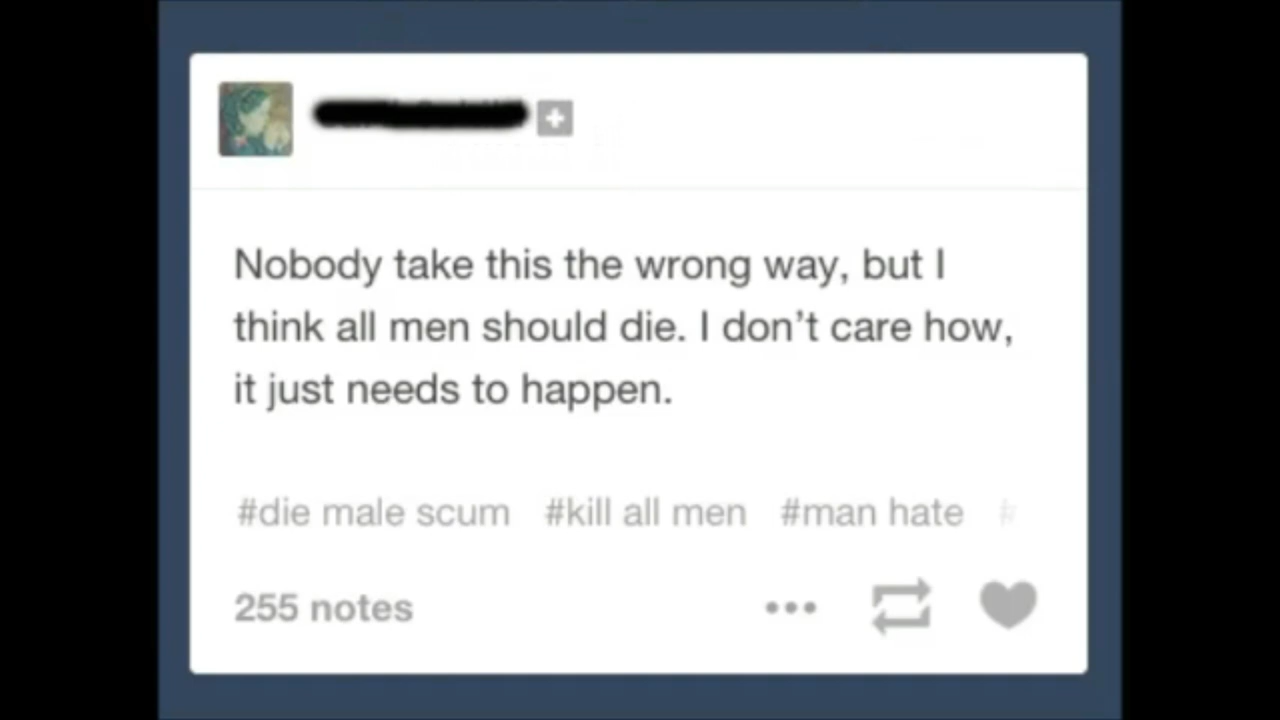 Nobody take this the wrong way, but I
think all men should die. I don't care how,
it just needs to happen.
#die male scum #kill all men #man hate #
255 notes